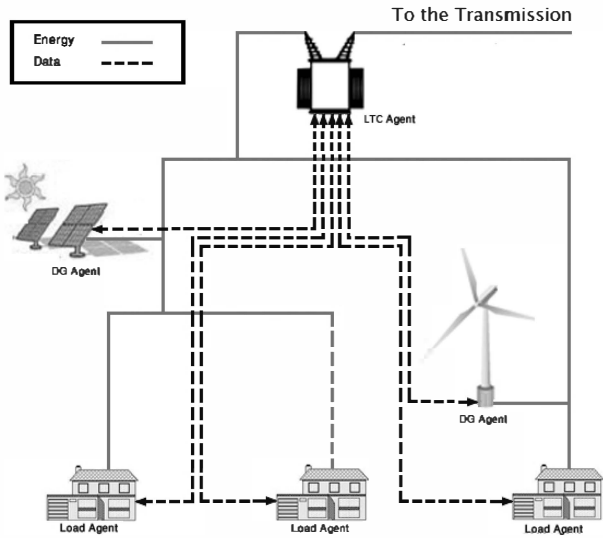 To the Transmission
Energy
Data
LTC Agent
DG Agent
DG Agent
Load Agent
Load Agent
Load Agent